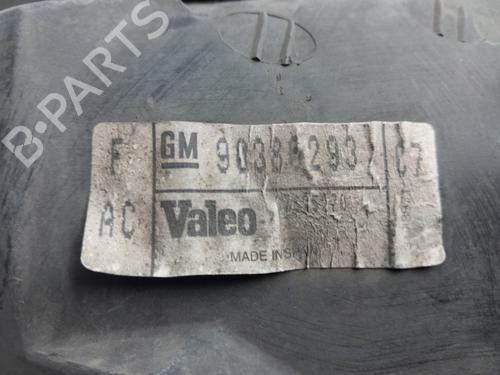 F GM 90386293 C7
AC Valeo
MADE IN
B-PARTS